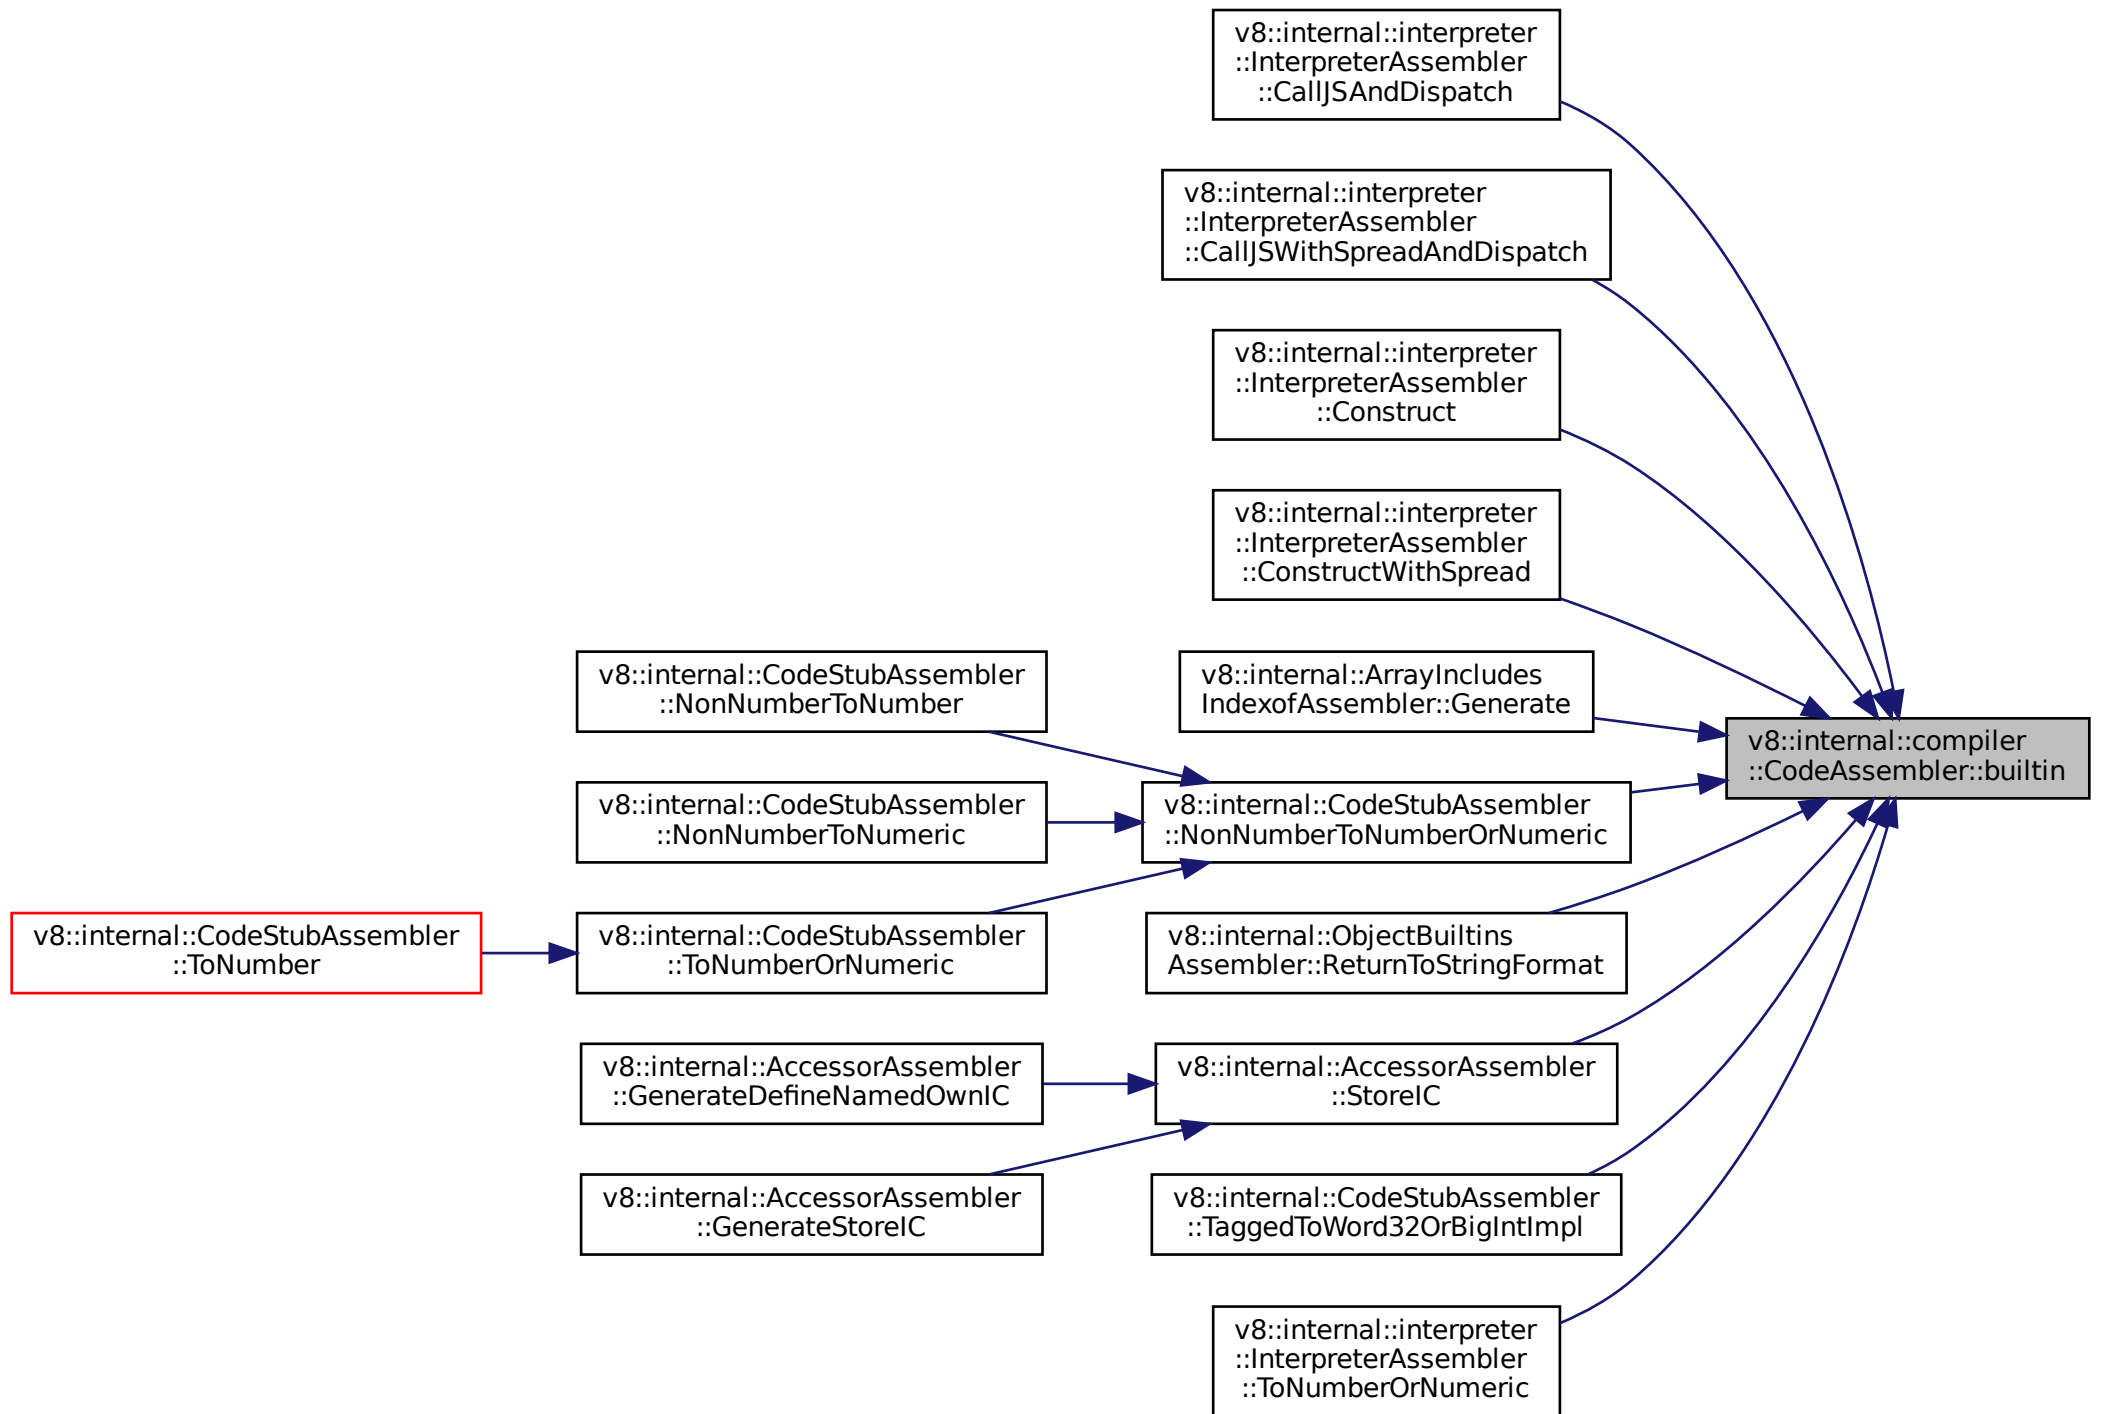 v8::internal::interpreter
::InterpreterAssembler
::CallJSAndDispatch
v8::internal::interpreter
::InterpreterAssembler
::CallJSWithSpreadAndDispatch
v8::internal::interpreter
::InterpreterAssembler
::Construct
v8::internal::interpreter
::InterpreterAssembler
::ConstructWithSpread
v8::internal::CodeStubAssembler
::NonNumberToNumber
v8::internal::ArrayIncludes
IndexofAssembler::Generate
v8::internal::compiler
::CodeAssembler::builtin
v8::internal::CodeStubAssembler
::NonNumberToNumeric
v8::internal::CodeStubAssembler
::NonNumberToNumberOrNumeric
v8::internal::CodeStubAssembler
::ToNumber
v8::internal::CodeStubAssembler
::ToNumberOrNumeric
v8::internal::ObjectBuiltins
Assembler::ReturnToStringFormat
v8::internal::AccessorAssembler
::GenerateDefineNamedOwnIC
v8::internal::AccessorAssembler
::StoreIC
v8::internal::AccessorAssembler
::GenerateStoreIC
v8::internal::CodeStubAssembler
::TaggedToWord32OrBigIntImpl
v8::internal::interpreter
::InterpreterAssembler
::ToNumberOrNumeric